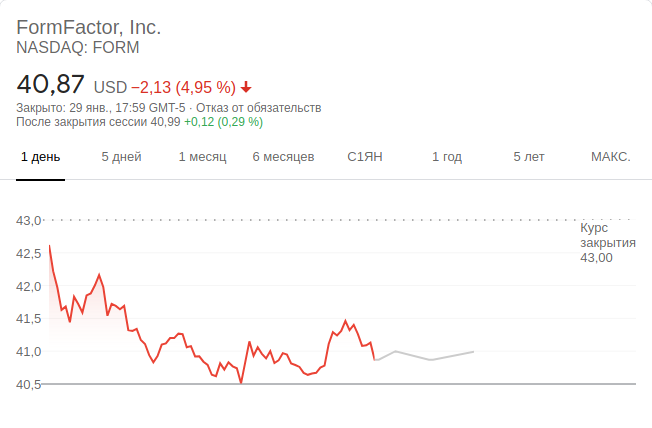 FormFactor, Inc.
NASDAQ: FORM
40,87 USD −2,13 (4,95 %)
Закрыто: 29 янв., 17:59 GMT-5 · Отказ от обязательств
После закрытия сессии 40,99 +0,12 (0,29 %)
1 день 5 дней 1 месяц 6 месяцев С1ЯН 1 год 5 лет МАКС.
43,0
Курс
закрытия
43,00
42,5
42,0
41,5
41,0
40,5